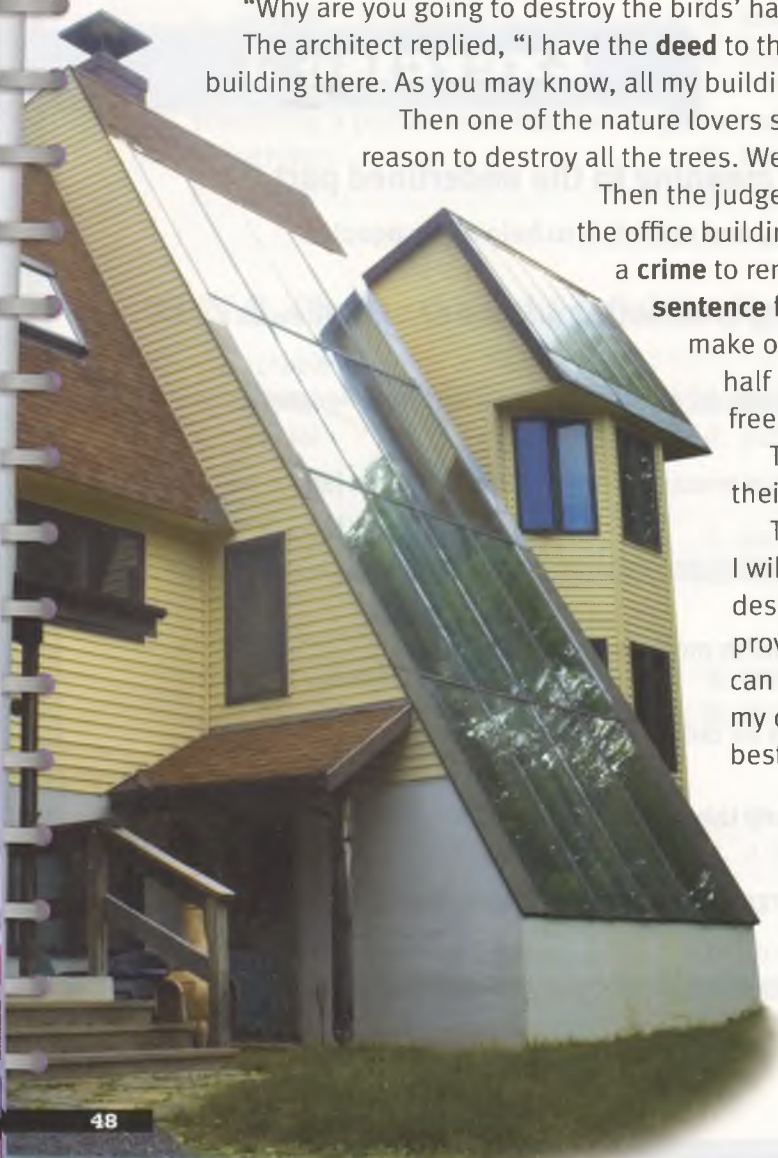 “Why are you going to destroy the birds’ ha
The architect replied, “I have the deed to th
building there. As you may know, all my buildi
Then one of the nature lovers s
reason to destroy all the trees. We
Then the judge
the office buildin
a crime to ren
sentence f
make o
half
free
T
their
T
I wil
des
prov
can
my c
best
48